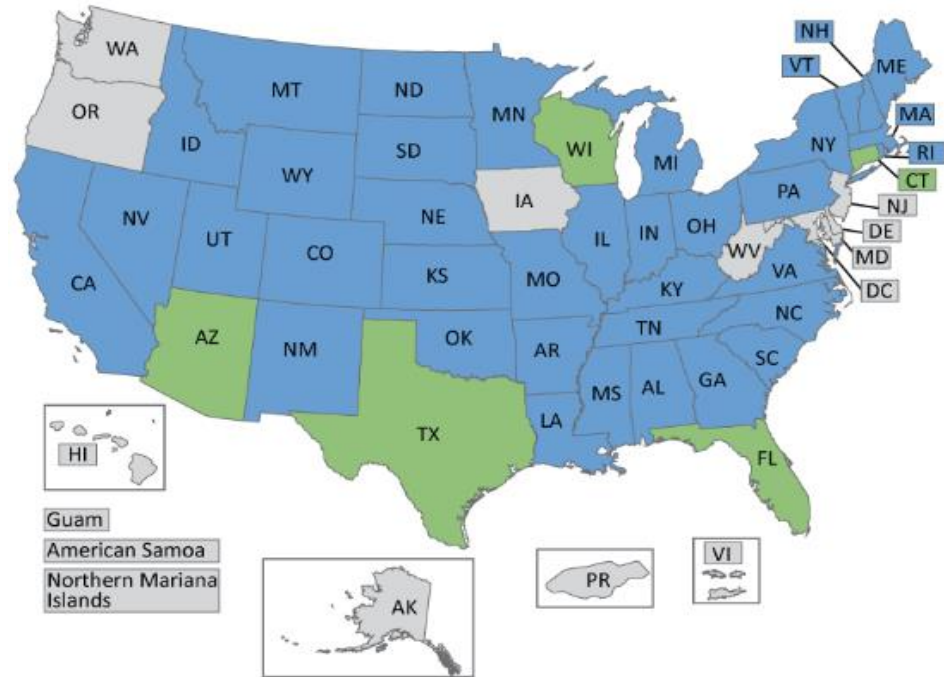 WA
MT
ND
MN
NH
VT
ME
OR
ID
SD
WI
MI
NY
MA
RI
CT
WY
IA
PA
NJ
NV
NE
IL
IN
OH
DE
UT
CO
WV
MD
CA
KS
MO
KY
VA
DC
AZ
NM
OK
AR
TN
NC
SC
MS
AL
GA
LA
TX
FL
HI
Guam
American Samoa
Northern Mariana
Islands
AK
PR
VI